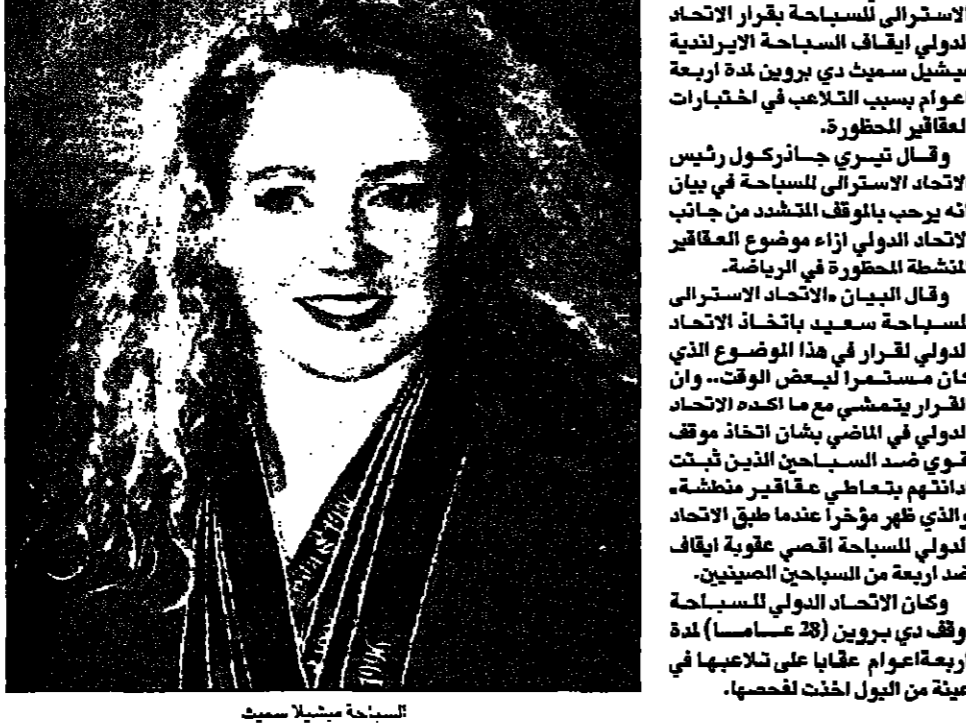 الاسترالي للسباحة بقرار الاتحاد
الدولي ايقاف السباحة الايرلندية
ميشيل سميث دي بروين لمدة اربعة
اعوام بسبب التلاعب في اختبارات
العقاقير المحظورة.
وقال تيري جاذركول رئيس
الاتحاد الاسترالي للسباحة في بيان
انه يرحب بالموقف المتشدد من جانب
الاتحاد الدولي ازاء موضوع العقاقير
المنشطة المحظورة في الرياضة.
وقال البيان «الاتحاد الاسترالي
للسباحة سعيد باتخاذ الاتحاد
الدولي لقرار في هذا الموضوع الذي
كان مستمرا لبعض الوقت.. وان
القرار يتمشي مع ما اكده الاتحاد
الدولي في الماضي بشان اتخاذ موقف
قوي ضد السباحين الذين ثبتت
ادانتهم بتعاطي عقاقير منطشة»
والذي ظهر مؤخرا عندما طبق الاتحاد
الدولي للسباحة اقصي عقوبة ايقاف
ضد اربعة من السباحين الصينيين.
وكان الاتحاد الدولي للسباحة
اوقف دي بروين (28 عاما) لمدة
اربعةاعوام عقابا على تلاعبها في
عينة من البول اخذت لفحصها.
السباحة ميشيلا سميث